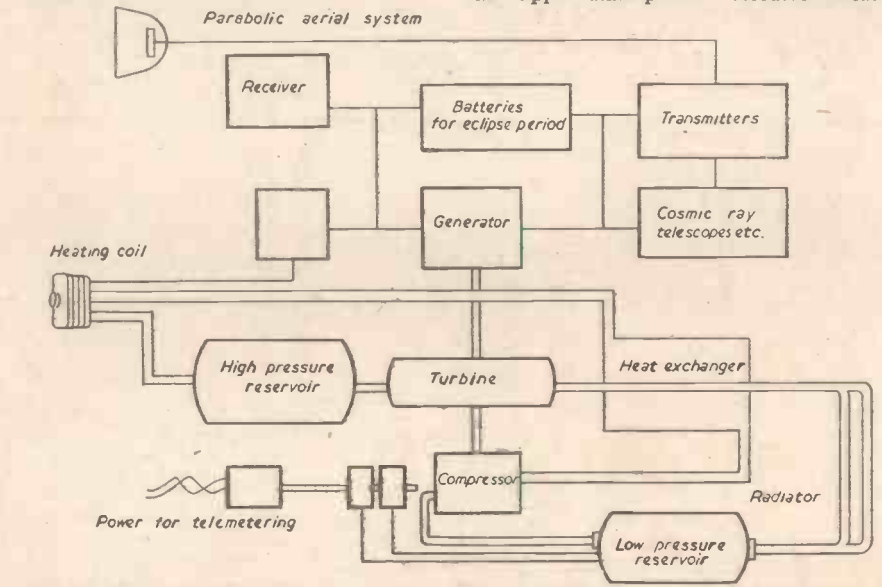 Parabolic aerial system
Receiver
Batteries
for eclipse period
Transmitters
Generator
Cosmic ray
telescopes etc.
Heating coil
High pressure
reservoir
Turbine
Heat exchanger
Compressor
Radiator
Power for telemetering
Low pressure
reservoir